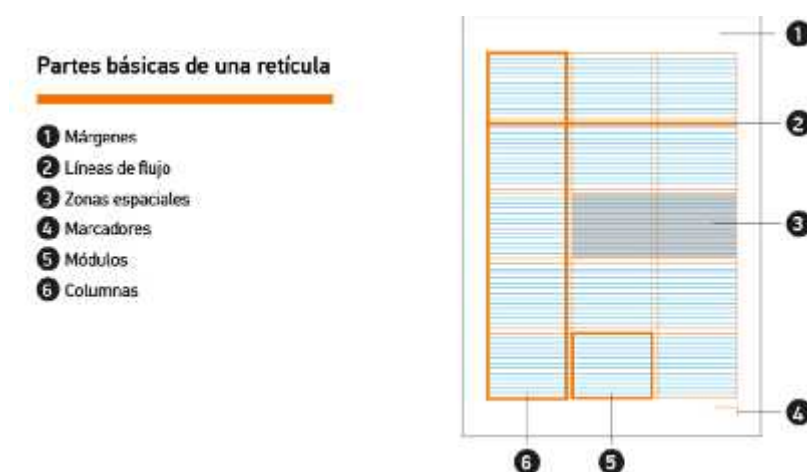 Partes básicas de una retícula
1 Márgenes
2 Líneas de flujo
3 Zonas espaciales
4 Marcadores
5 Módulos
6 Columnas
1
2
3
4
6 5